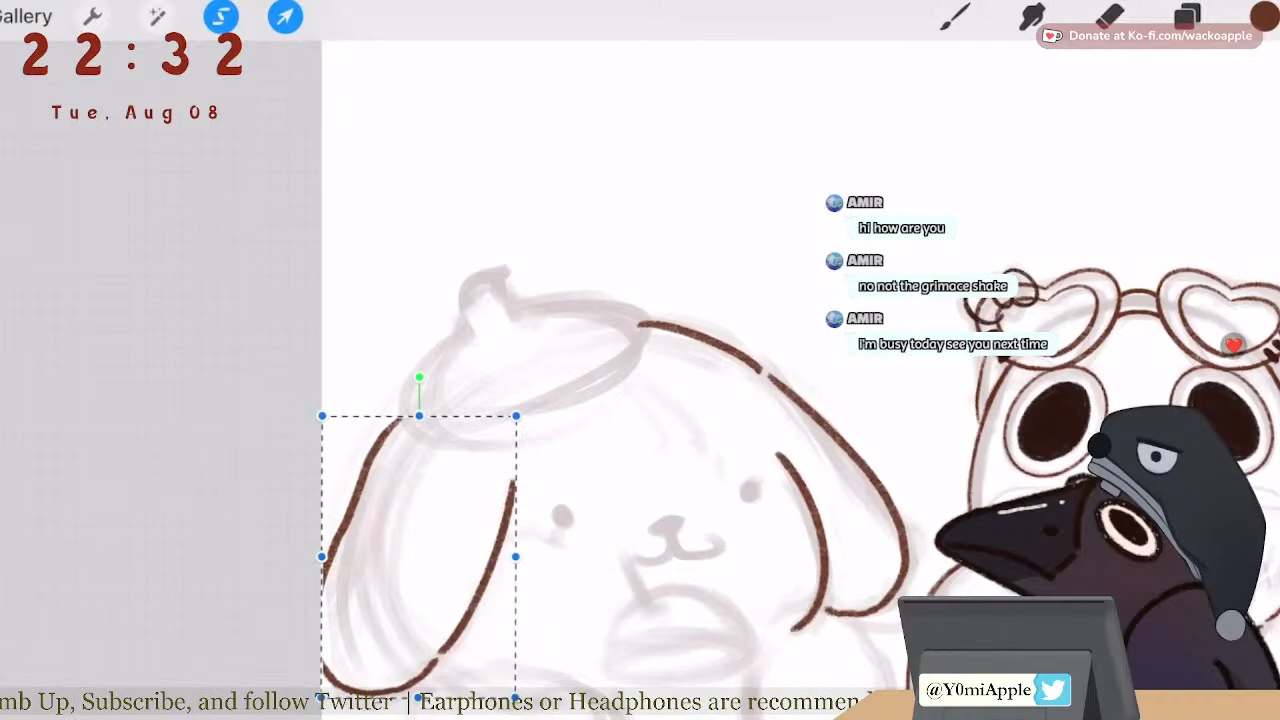 Gallery
22:32
Tue, Aug 08
Donate at Ko-fi.com/wackoapple
AMIR
hi how are you
AMIR
no not the grimace shake
AMIR
i'm busy today see you next time
@Y0miApple
mb Up, Subscribe, and follow Twitter | Earphones or Headphones are recommen